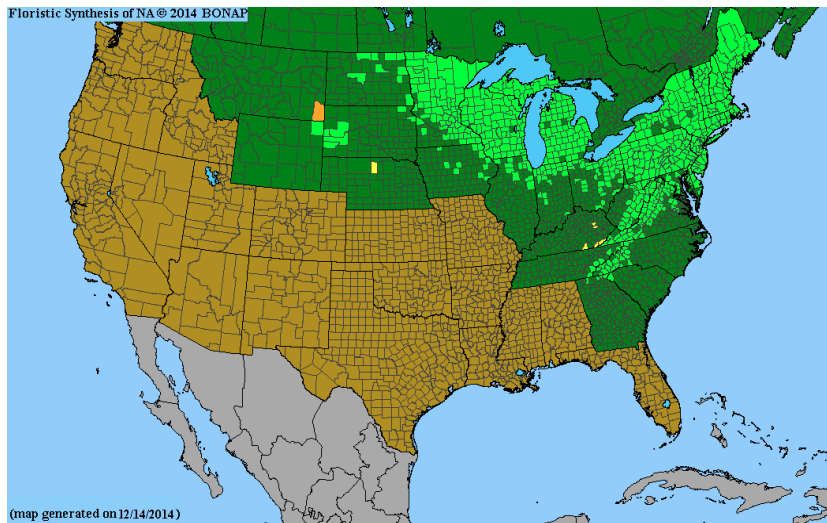 Floristic Synthesis of NA © 2014 BONAP
(map generated on 12/14/2014)